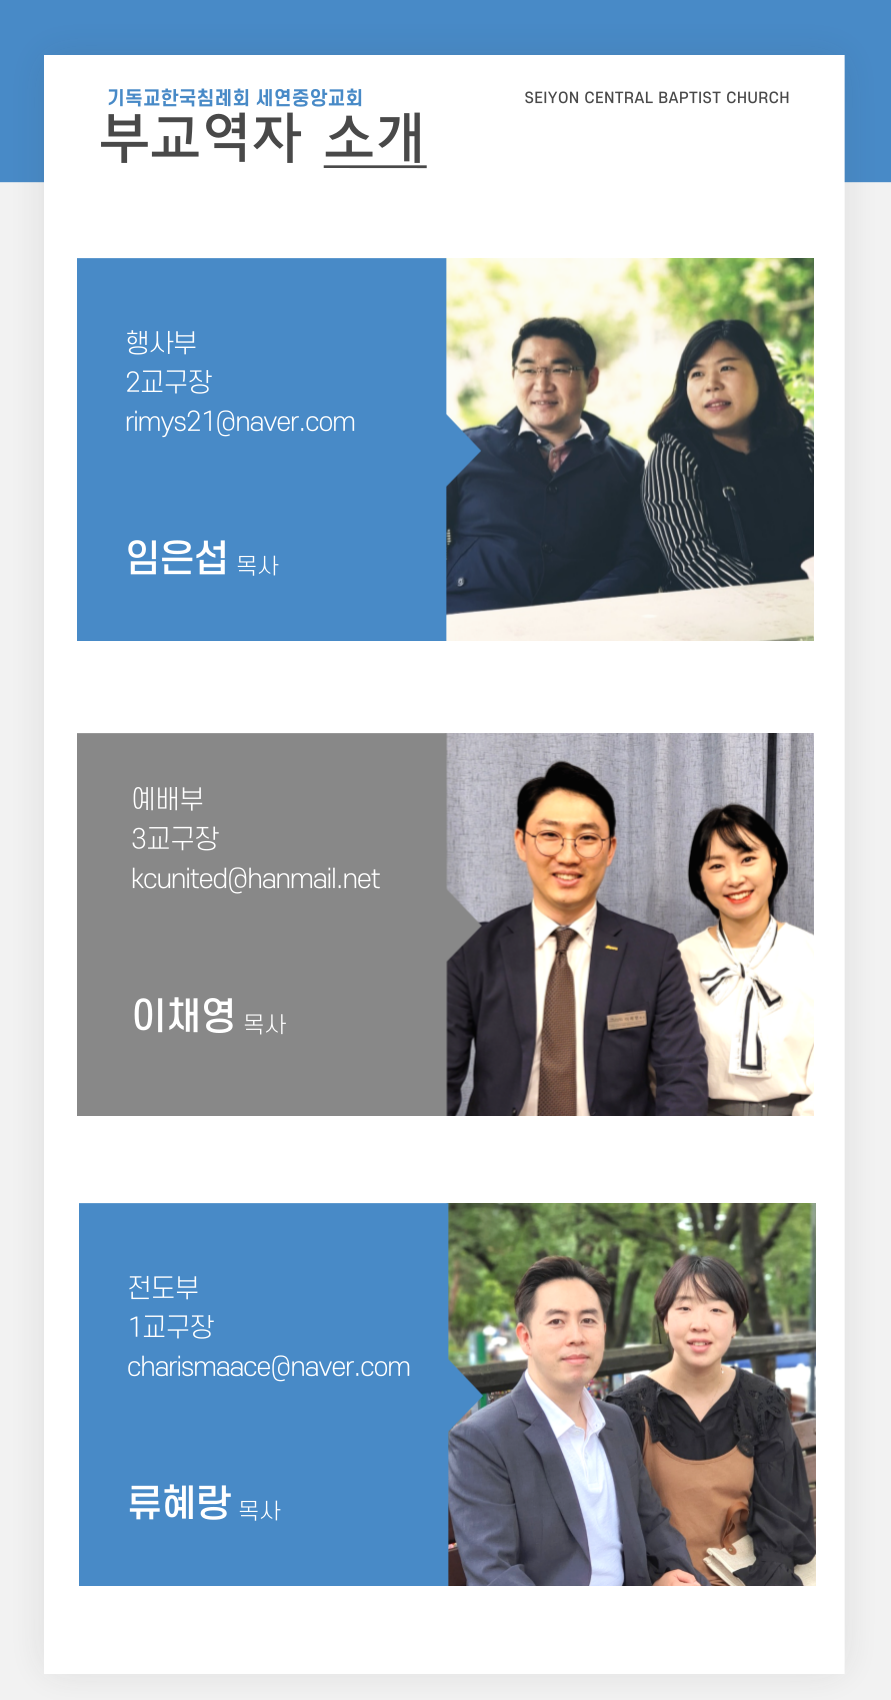 기독교한국침례회 세연중앙교회
SEIYON CENTRAL BAPTIST CHURCH
부교역자 소개
행사부
2교구장
rimys21@naver.com
임은섭 목사
예배부
3교구장
kcunited@hanmail.net
이채영 목사
전도부
1교구장
charismaace@naver.com
류혜랑 목사